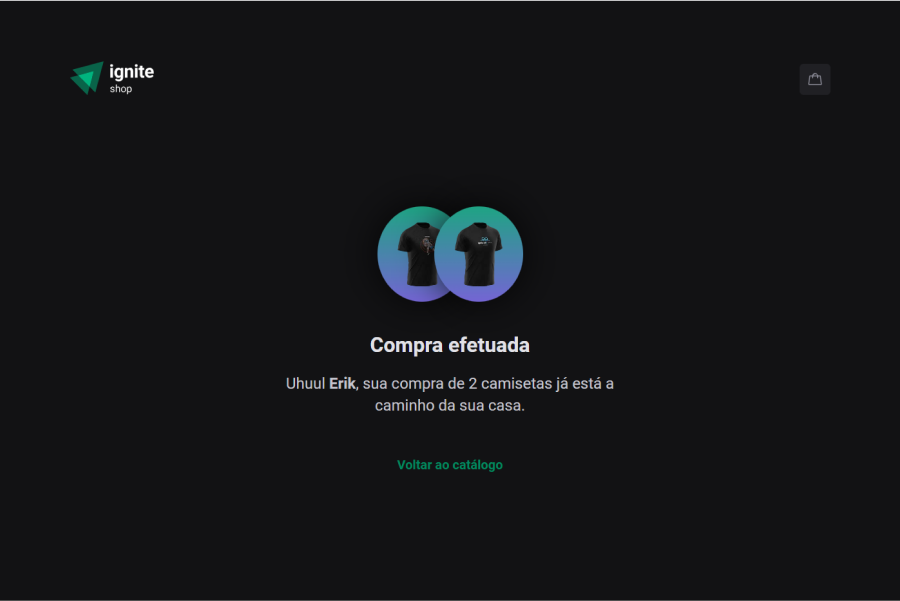 ignite
shop
Compra efetuada
Uhuul Erik, sua compra de 2 camisetas já está a
caminho da sua casa.
Voltar ao catálogo